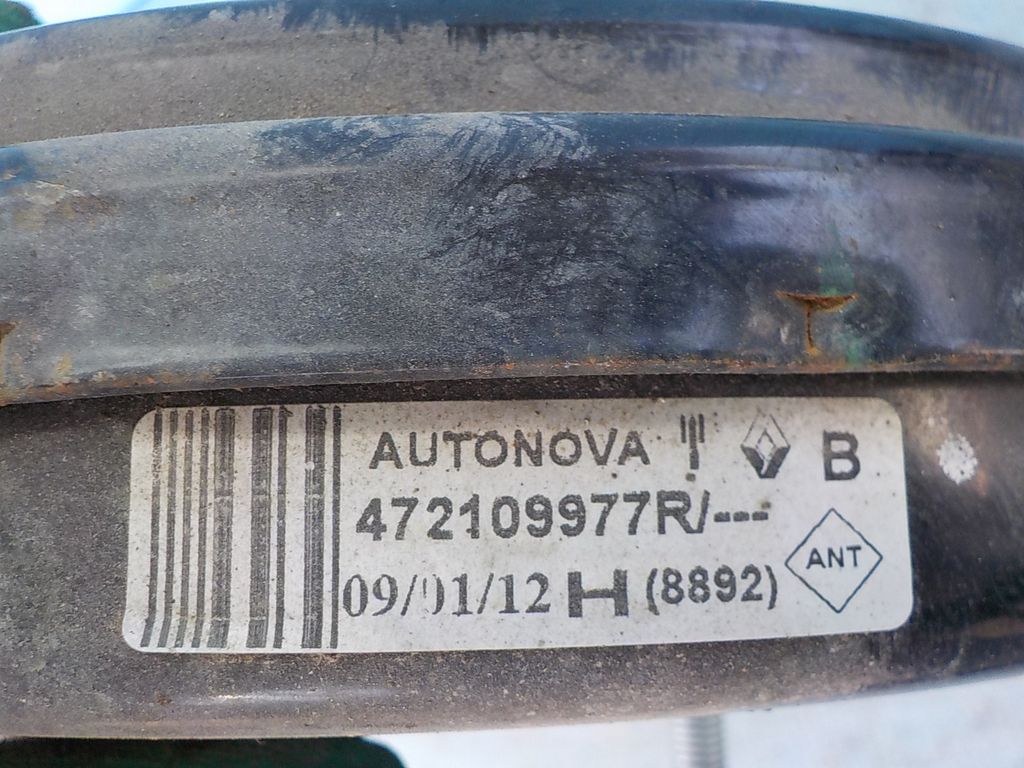 AUTONOVA B
472109977R/---
ANT
09/01/12 H (8892)